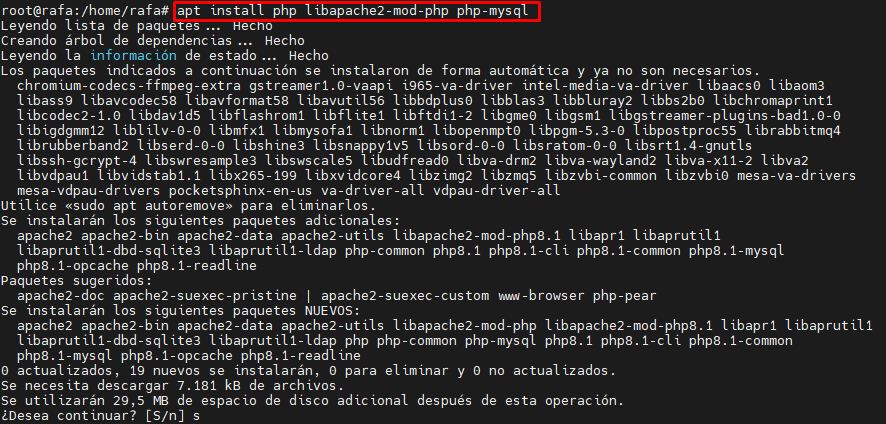 root@rafa:/home/rafa# apt install php libapache2-mod-php php-mysql
Leyendo lista de paquetes... Hecho
Creando árbol de dependencias... Hecho
Leyendo la información de estado... Hecho
Los paquetes indicados a continuación se instalaron de forma automática y ya no son necesarios.
  chromium-codecs-ffmpeg-extra gstreamer1.0-vaapi i965-va-driver intel-media-va-driver libaacs0 libaom3
  libass9 libavcodec58 libavformat58 libavutil56 libbdplus0 libblas3 libbluray2 libbs2b0 libchromaprint1
  libcodec2-1.0 libdav1d5 libflashrom1 libflite1 libftdi1-2 libgme0 libgsm1 libgstreamer-plugins-bad1.0-0
  libigdgmm12 liblilv-0-0 libmfx1 libmysofa1 libnorm1 libopenmpt0 libpgm-5.3-0 libpostproc55 librabbitmq4
  librubberband2 libserd-0-0 libshine3 libsnappy1v5 libsord-0-0 libsratom-0-0 libsrt1.4-gnutls
  libssh-gcrypt-4 libswresample3 libswscale5 libudfread0 libva-drm2 libva-wayland2 libva-x11-2 libva2
  libvdpau1 libvidstab1.1 libx265-199 libxvidcore4 libzimg2 libzmq5 libzvbi-common libzvbi0 mesa-va-drivers
  mesa-vdpau-drivers pocketsphinx-en-us va-driver-all vdpau-driver-all
Utilice «sudo apt autoremove» para eliminarlos.
Se instalarán los siguientes paquetes adicionales:
  apache2 apache2-bin apache2-data apache2-utils libapache2-mod-php8.1 libapr1 libaprutil1
  libaprutil1-dbd-sqlite3 libaprutil1-ldap php-common php8.1 php8.1-cli php8.1-common php8.1-mysql
  php8.1-opcache php8.1-readline
Paquetes sugeridos:
  apache2-doc apache2-suexec-pristine | apache2-suexec-custom www-browser php-pear
Se instalarán los siguientes paquetes NUEVOS:
  apache2 apache2-bin apache2-data apache2-utils libapache2-mod-php libapache2-mod-php8.1 libapr1 libaprutil1
  libaprutil1-dbd-sqlite3 libaprutil1-ldap php php-common php-mysql php8.1 php8.1-cli php8.1-common
  php8.1-mysql php8.1-opcache php8.1-readline
0 actualizados, 19 nuevos se instalarán, 0 para eliminar y 0 no actualizados.
Se necesita descargar 7.181 kB de archivos.
Se utilizarán 29,5 MB de espacio de disco adicional después de esta operación.
¿Desea continuar? [S/n] s